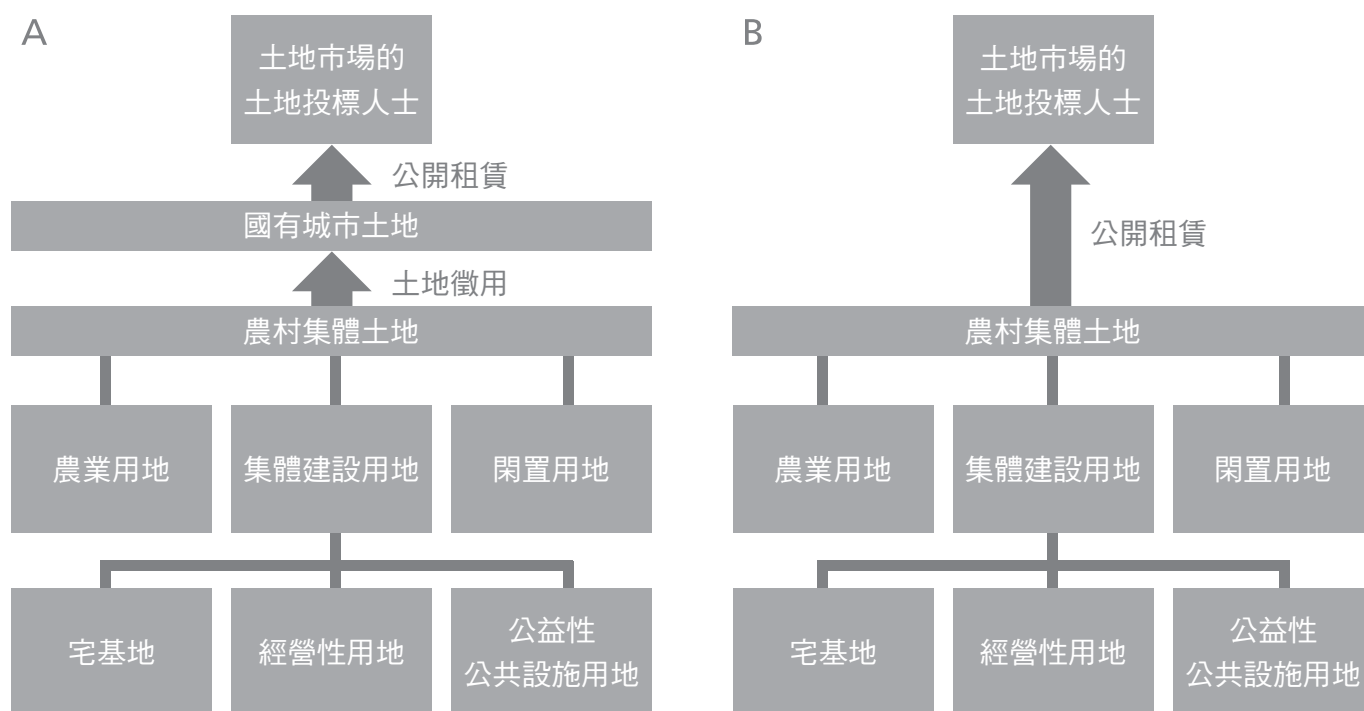 A
土地市場的
土地投標人士
公開租賃
國有城市土地
土地徵用
農村集體土地
農業用地
集體建設用地
閑置用地
宅基地
經營性用地
公益性
公共設施用地
B
土地市場的
土地投標人士
公開租賃
農村集體土地
農業用地
集體建設用地
閑置用地
宅基地
經營性用地
公益性
公共設施用地